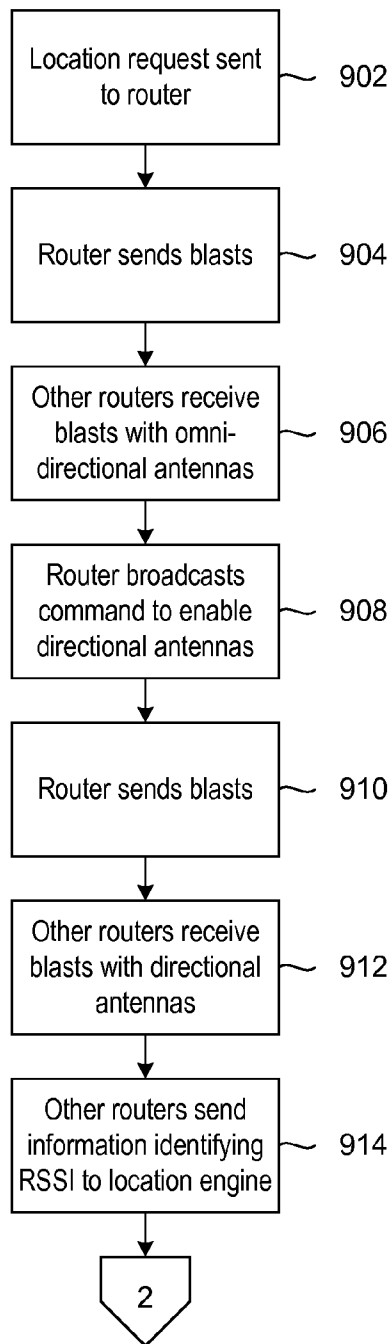 Location request sent
to router
902
Router sends blasts
904
Other routers receive
blasts with omni-
directional antennas
906
Router broadcasts
command to enable
directional antennas
908
Router sends blasts
910
Other routers receive
blasts with directional
antennas
912
Other routers send
information identifying
RSSI to location engine
914
2